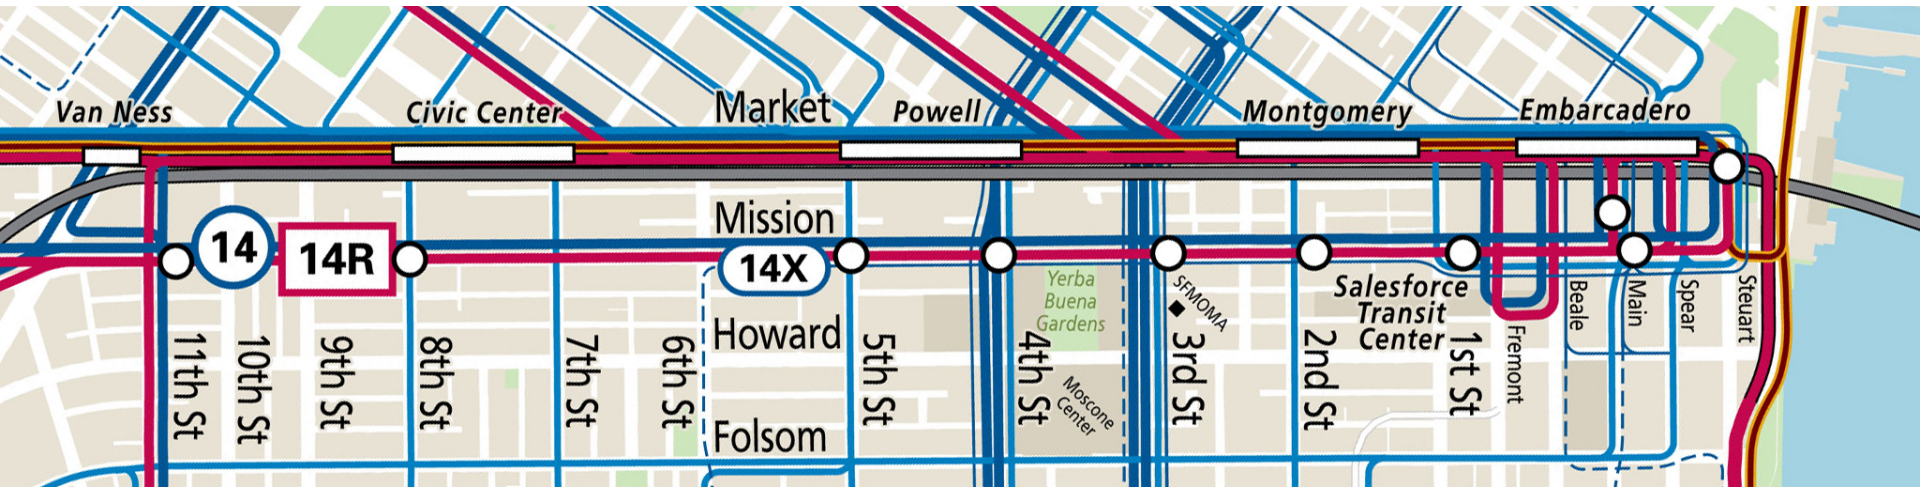 Van Ness
Civic Center
Market
Powell
Montgomery
Embarcadero
Mission
14
14R
14X
Yerba
Buena
Gardens
SFMOMA
Salesforce
Transit
Center
Howard
Moscone
Center
Folsom
11th St
10th St
9th St
8th St
7th St
6th St
5th St
4th St
3rd St
2nd St
1st St
Fremont
Beale
Main
Spear
Steuart